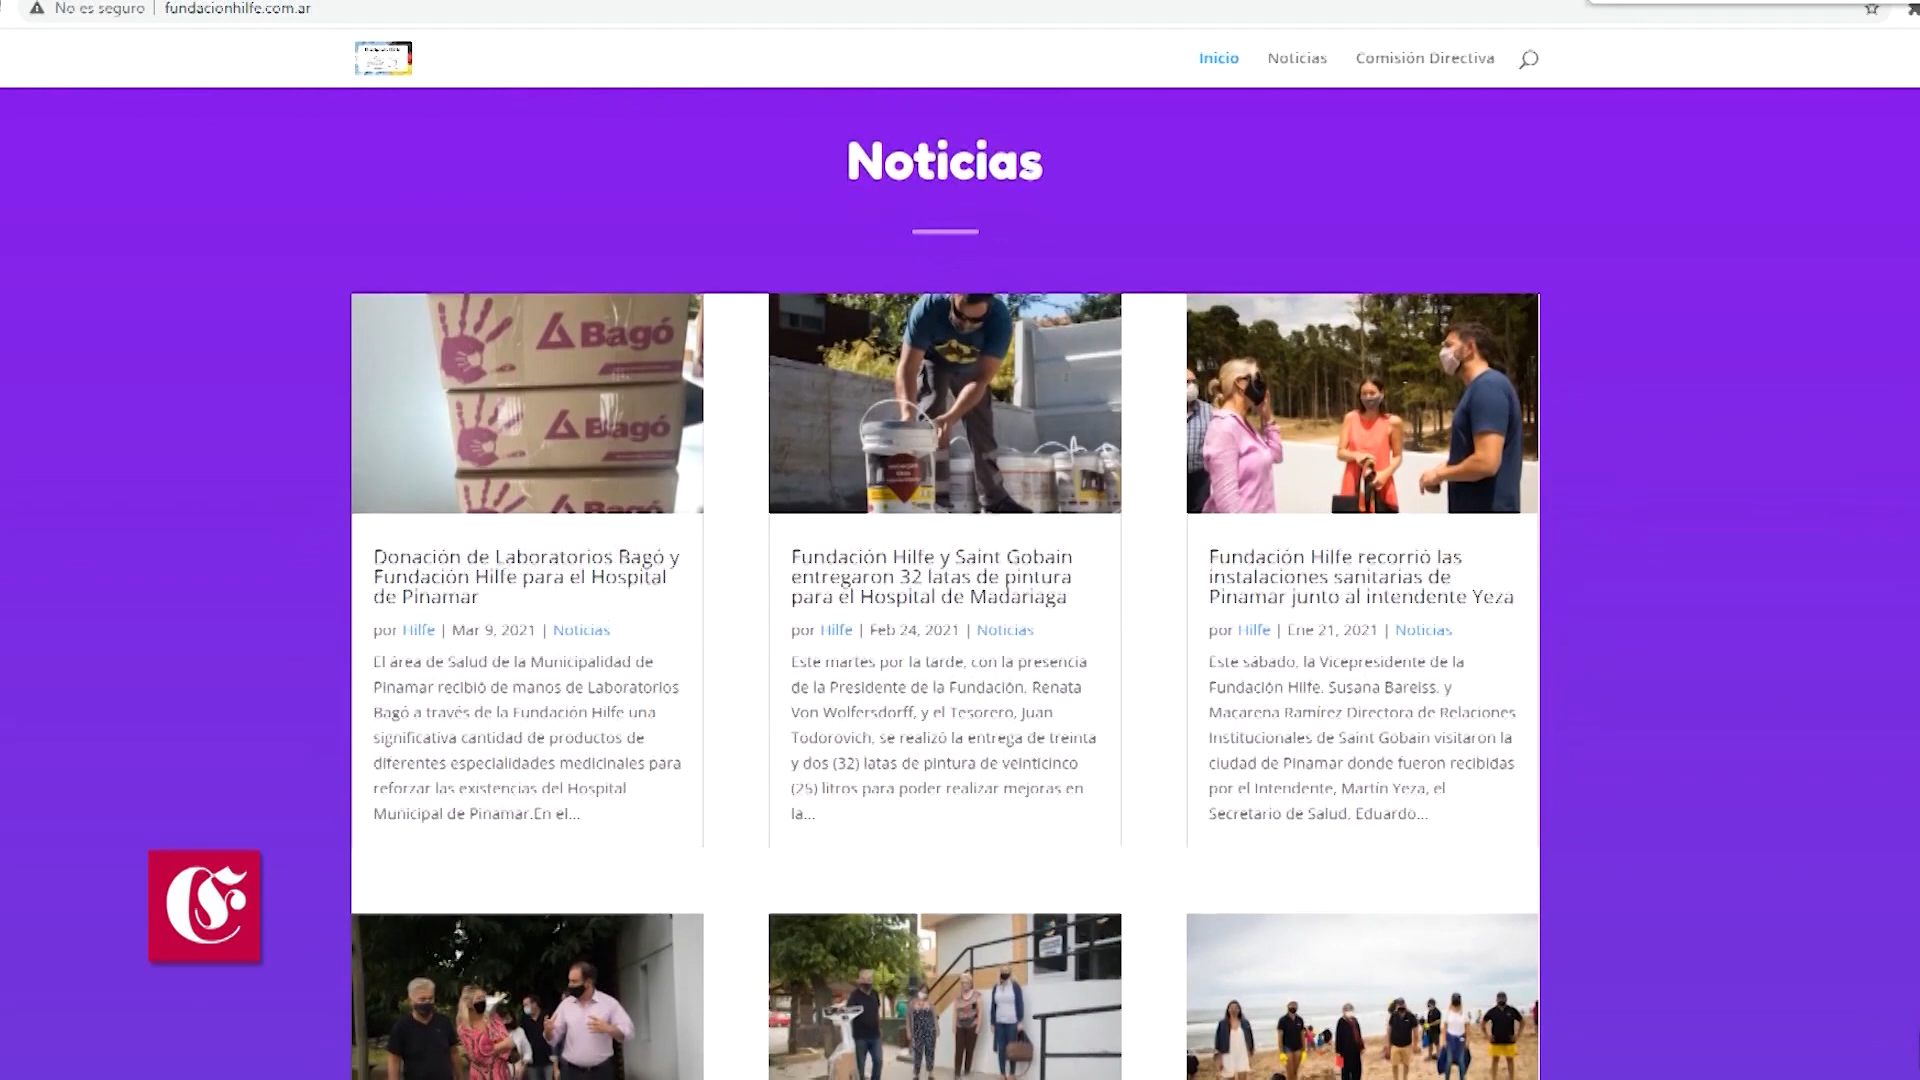 No es seguro | fundacionhilfe.com.ar
Inicio Noticias Comisión Directiva
Noticias
Bagó
Bagó
Bagó
Donación de Laboratorios Bagó y
Fundación Hilfe para el Hospital
de Pinamar
por Hilfe | Mar 9, 2021 | Noticias
El área de Salud de la Municipalidad de
Pinamar recibió de manos de Laboratorios
Bagó a través de la Fundación Hilfe una
significativa cantidad de productos de
diferentes especialidades medicinales para
reforzar las existencias del Hospital
Municipal de Pinamar.En el...
Fundación Hilfe y Saint Gobain
entregaron 32 latas de pintura
para el Hospital de Madariaga
por Hilfe | Feb 24, 2021 | Noticias
Este martes por la tarde, con la presencia
de la Presidente de la Fundación, Renata
Von Wolfersdorff, y el Tesorero, Juan
Todorovich, se realizó la entrega de treinta
y dos (32) latas de pintura de veinticinco
(25) litros para poder realizar mejoras en
la...
Fundación Hilfe recorrió las
instalaciones sanitarias de
Pinamar junto al intendente Yeza
por Hilfe | Ene 21, 2021 | Noticias
Este sábado, la Vicepresidente de la
Fundación Hilfe, Susana Bareiss, y
Macarena Ramírez Directora de Relaciones
Institucionales de Saint Gobain visitaron la
ciudad de Pinamar donde fueron recibidas
por el Intendente, Martín Yeza, el
Secretario de Salud, Eduardo...